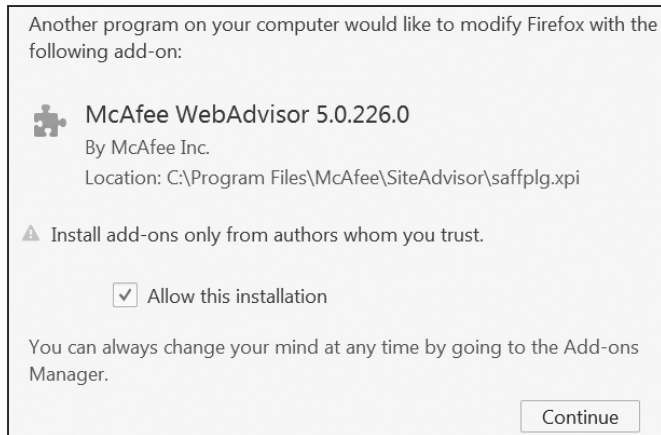 Another program on your computer would like to modify Firefox with the
following add-on:
McAfee WebAdvisor 5.0.226.0
By McAfee Inc.
Location: C:\Program Files\McAfee\SiteAdvisor\saffplg.xpi
Install add-ons only from authors whom you trust.
Allow this installation
You can always change your mind at any time by going to the Add-ons
Manager.
Continue